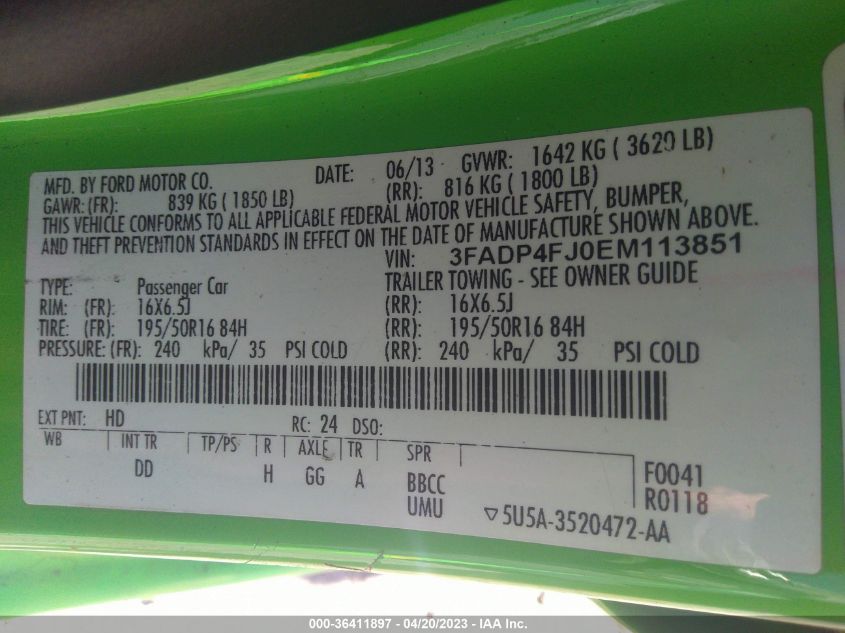 MFD. BY FORD MOTOR CO. DATE: 06/13 GVWR: 1642 KG ( 3620 LB)
GAWR: (FR): 839 KG ( 1850 LB) (RR): 816 KG ( 1800 LB)
THIS VEHICLE CONFORMS TO ALL APPLICABLE FEDERAL MOTOR VEHICLE SAFETY, BUMPER,
AND THEFT PREVENTION STANDARDS IN EFFECT ON THE DATE OF MANUFACTURE SHOWN ABOVE.
VIN: 3FADP4FJ0EM113851
TYPE: Passenger Car TRAILER TOWING - SEE OWNER GUIDE
RIM: (FR): 16X6.5J (RR): 16X6.5J
TIRE: (FR): 195/50R16 84H (RR): 195/50R16 84H
PRESSURE: (FR): 240 kPa/ 35 PSI COLD (RR): 240 kPa/ 35 PSI COLD
EXT PNT: HD RC: 24 DSO:
WB INT TR TP/PS R AXLE TR SPR
DD H GG A BBCC F0041
UMU R0118
▽5U5A-3520472-AA
000-36411897 - 04/20/2023 - IAA Inc.